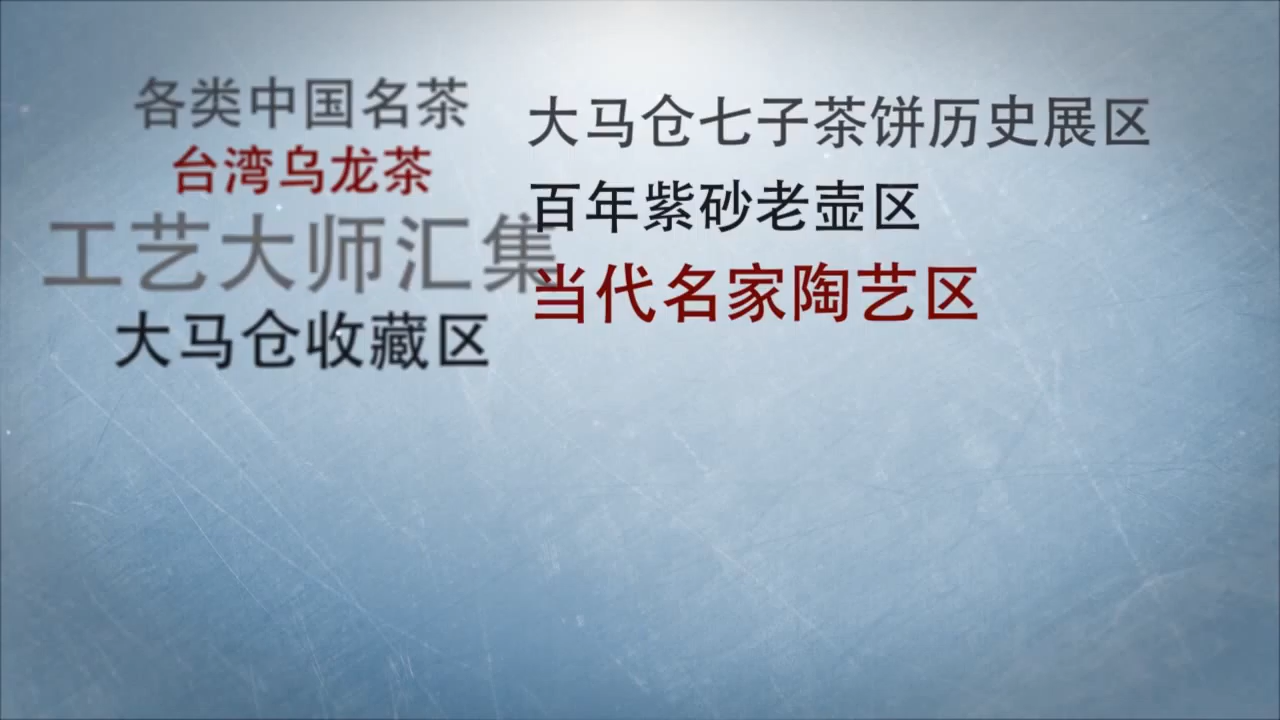 各类中国名茶
台湾乌龙茶
工艺大师汇集
大马仓收藏区
大马仓七子茶饼历史展区
百年紫砂老壶区
当代名家陶艺区